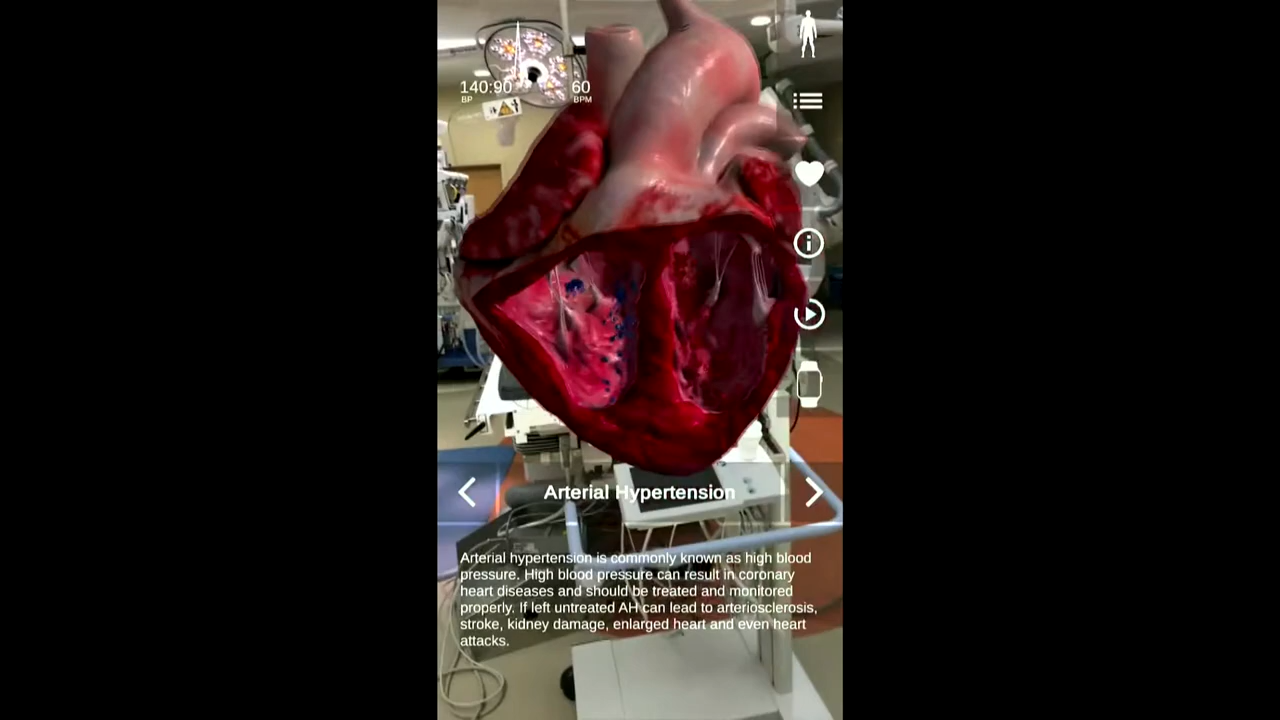 140:90 60
BP BPM
Arterial Hypertension
Arterial hypertension is commonly known as high blood
pressure. High blood pressure can result in coronary
heart diseases and should be treated and monitored
properly. If left untreated AH can lead to arteriosclerosis,
stroke, kidney damage, enlarged heart and even heart
attacks.